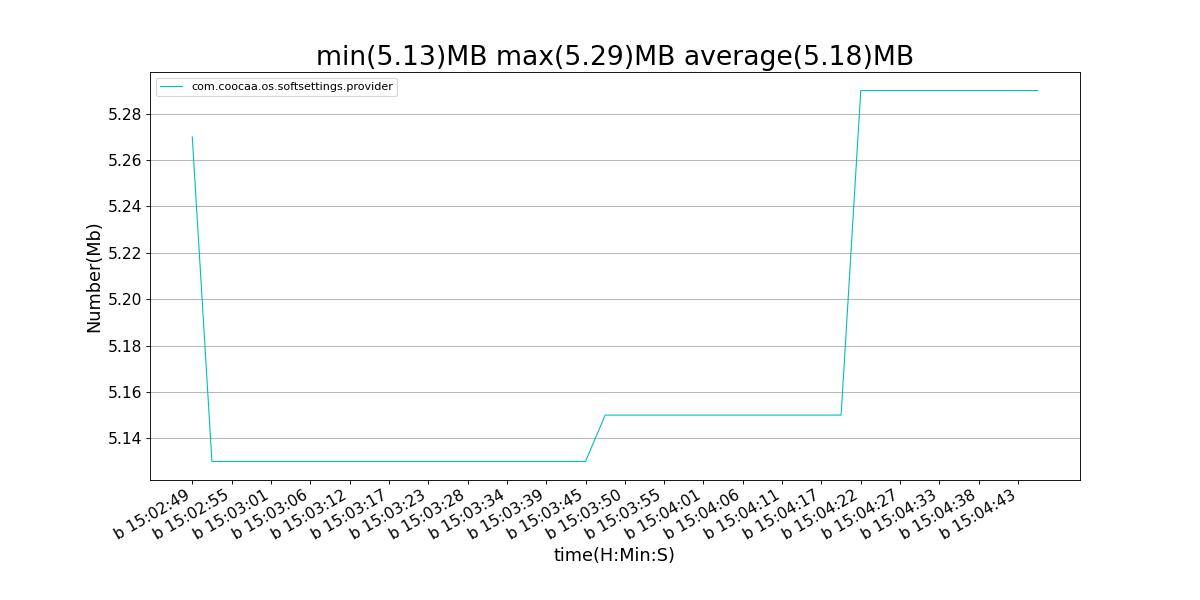 min(5.13)MB max(5.29)MB average(5.18)MB
com.coocaa.os.softsettings.provider
5.28
5.26
5.24
5.22
5.20
5.18
5.16
5.14
Number(Mb)
b 15:02:49
b 15:02:55
b 15:03:01
b 15:03:06
b 15:03:12
b 15:03:17
b 15:03:23
b 15:03:28
b 15:03:34
b 15:03:39
b 15:03:45
b 15:03:50
b 15:03:55
b 15:04:01
b 15:04:06
b 15:04:11
b 15:04:17
b 15:04:22
b 15:04:27
b 15:04:33
b 15:04:38
b 15:04:43
time(H:Min:S)